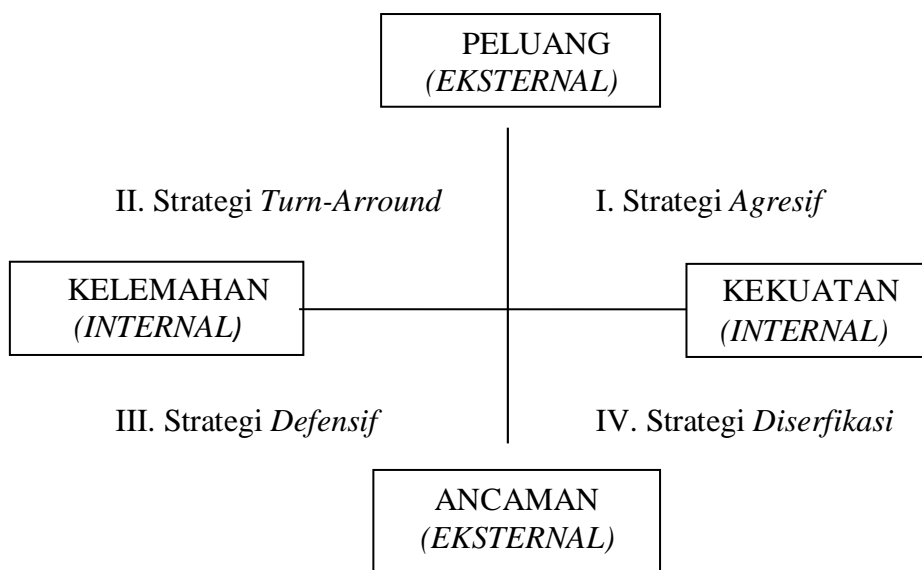 PELUANG
(EKSTERNAL)
II. Strategi Turn-Arround
I. Strategi Agresif
KELEMAHAN
(INTERNAL)
KEKUATAN
(INTERNAL)
III. Strategi Defensif
IV. Strategi Diserfikasi
ANCAMAN
(EKSTERNAL)